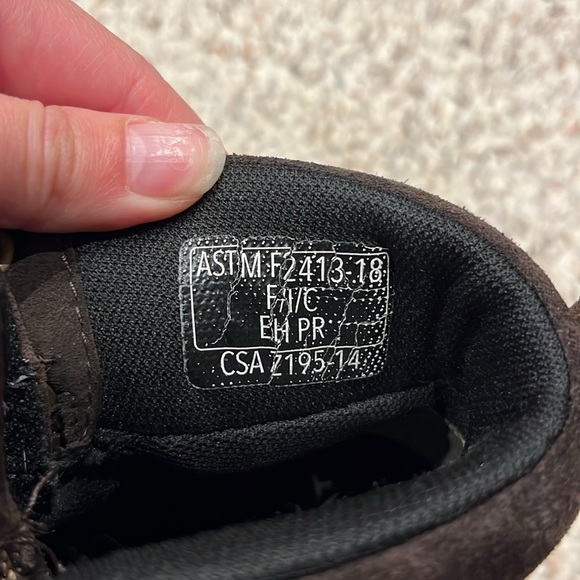 ASTM F2413-18
F I/C
EH PR
CSA Z195-14